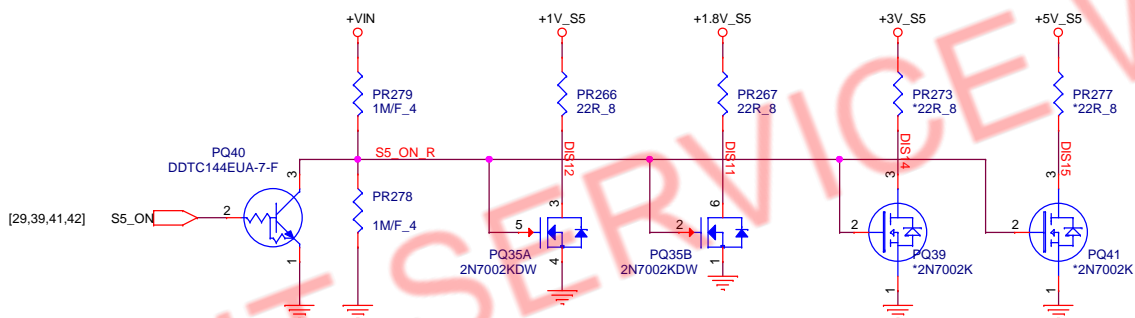 +VIN
+1V_S5
+1.8V_S5
+3V_S5
+5V_S5
PR279
1M/F_4
PR266
22R_8
PR267
22R_8
PR273
*22R_8
PR277
*22R_8
PQ40
DDTC144EUA-7-F
S5_ON_R
DIS12
DIS11
DIS14
DIS15
3
3
6
3
3
PR278
1M/F_4
[29,39,41,42]
S5_ON
2
5
2
2
2
PQ35A
2N7002KDW
PQ35B
2N7002KDW
PQ39
*2N7002K
PQ41
*2N7002K
1
4
1
1
1
T SERVICE